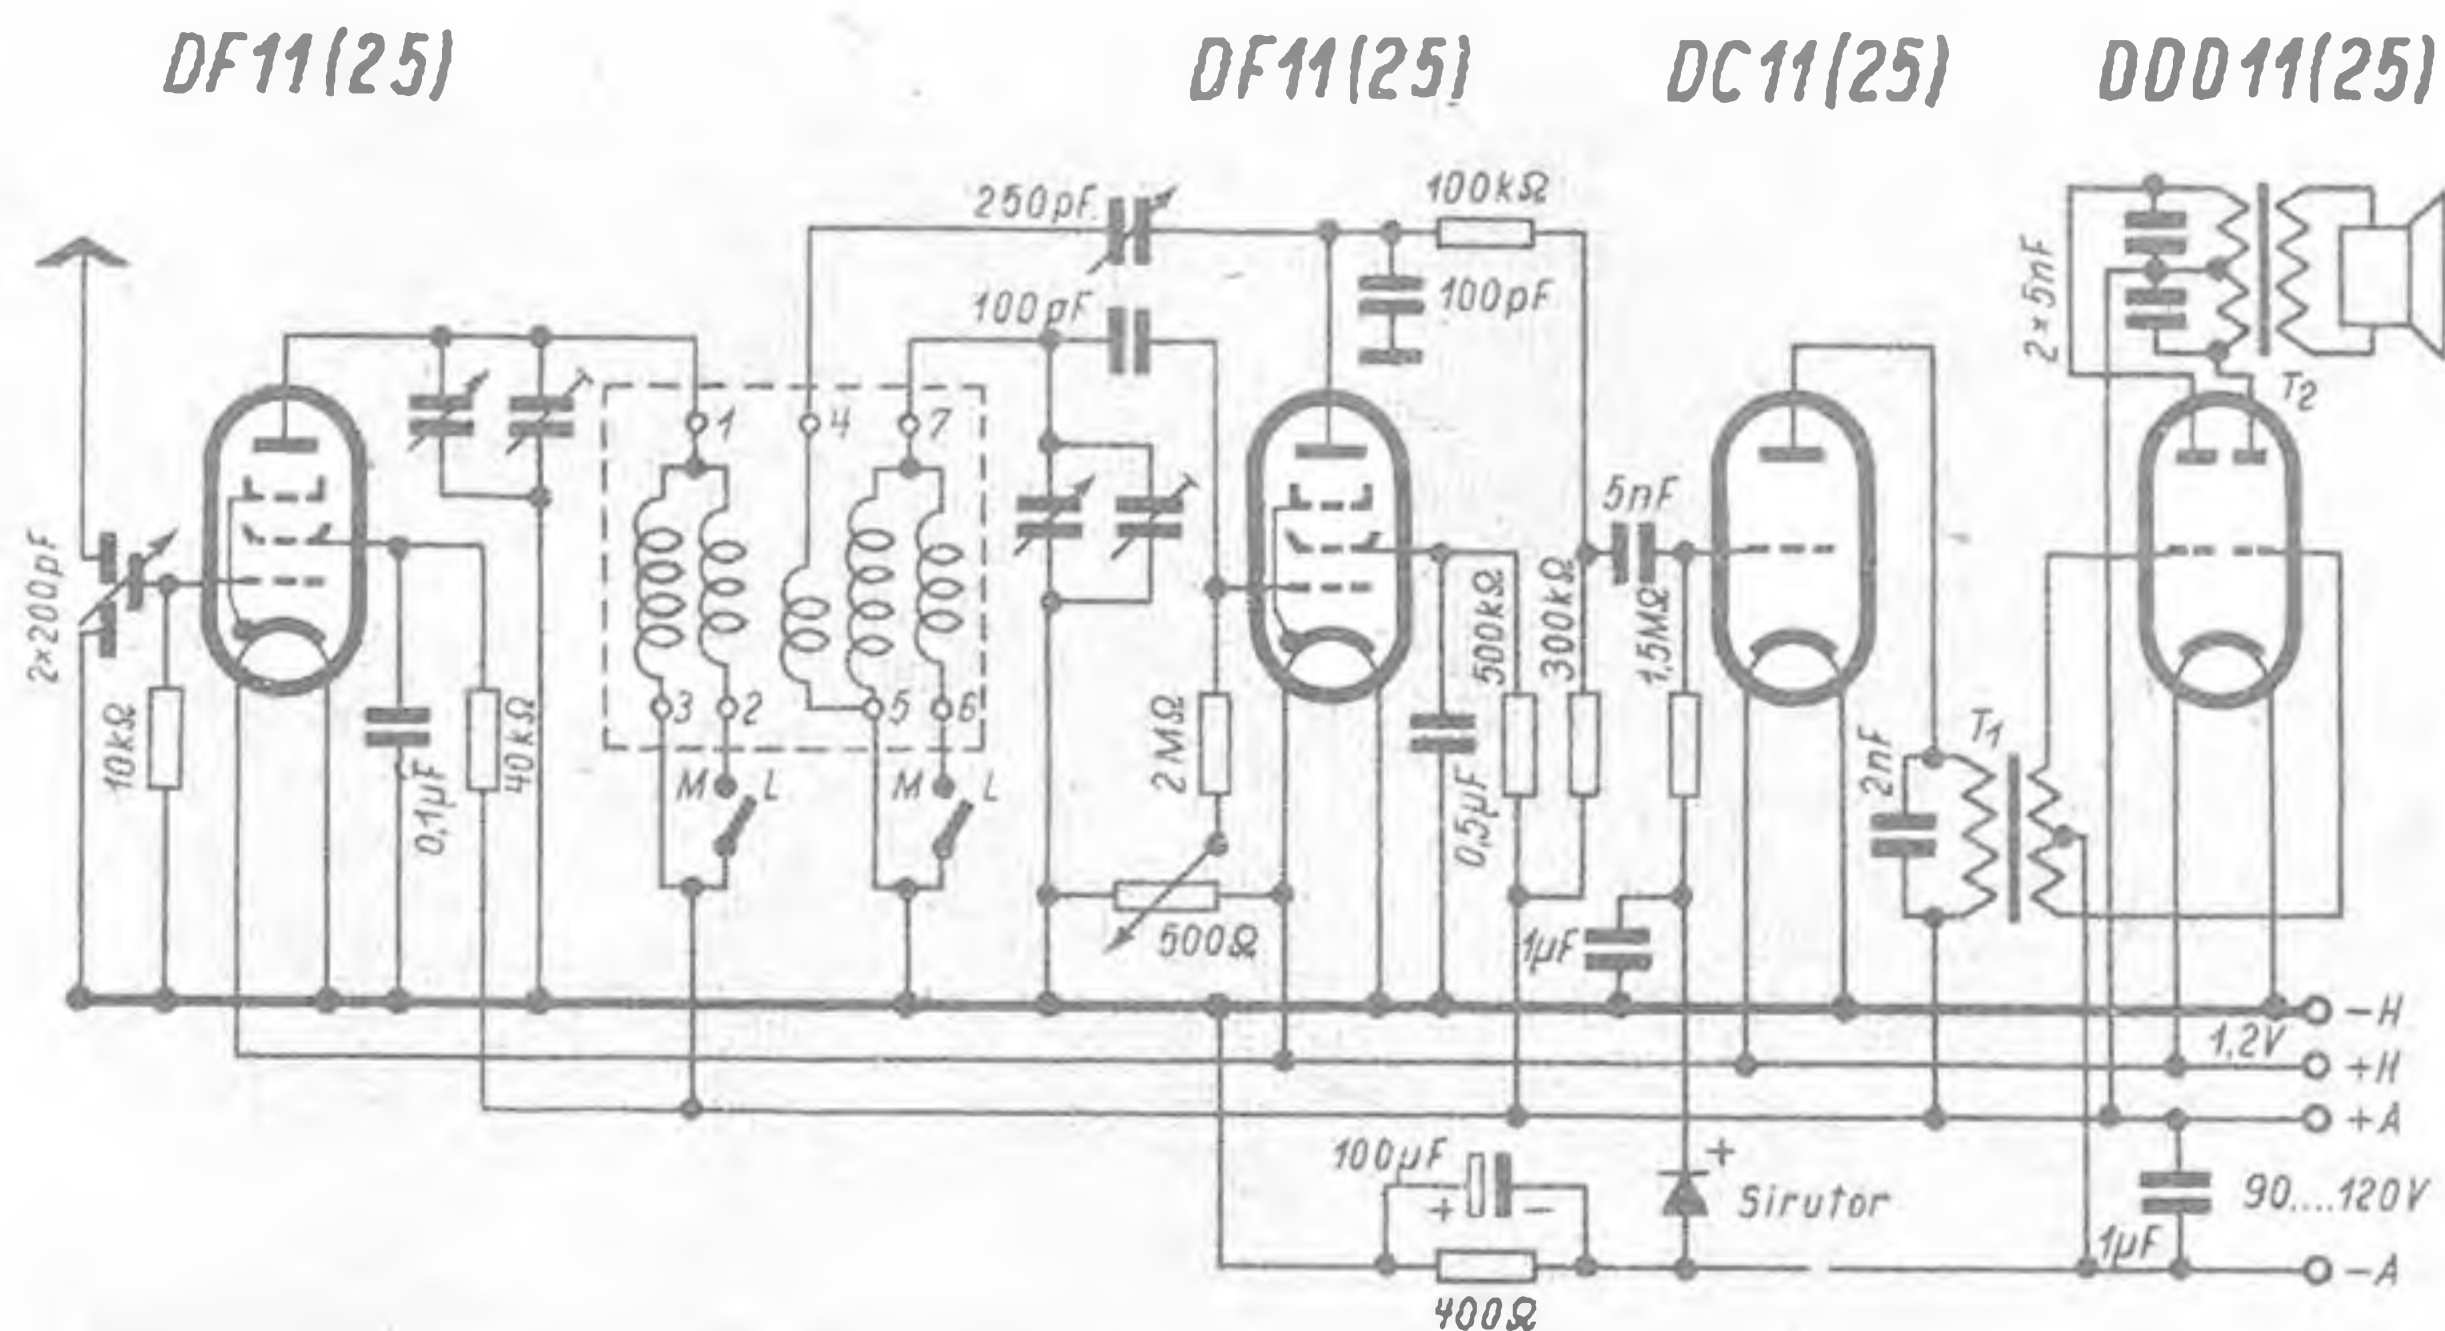 DF11(25) DF11(25) DC11(25) DDD11(25)
250pF
100kΩ
100pF
100pF
2×5nF
T2
1 4 7
5nF
2×200pF
10kΩ
0,1µF
40kΩ
3 2 5 6
M L M L
2MΩ
500Ω
0,5µF
500kΩ
300kΩ
1,5MΩ
1µF
2nF
T1
-H
1,2V
+H
+A
100µF
+ -
+
Sirutor
90....120V
1µF
-A
400Ω